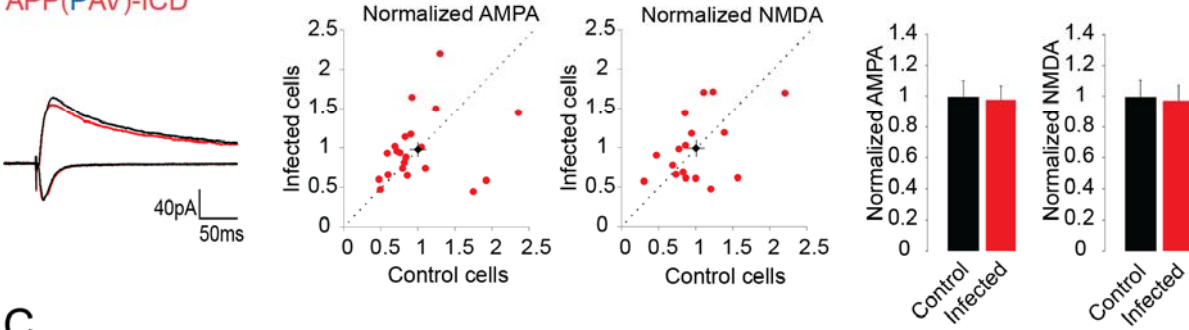 APP(PAV)-ICD
40pA
50ms
Normalized AMPA
Infected cells
2.5
2
1.5
1
0.5
0
0 0.5 1 1.5 2 2.5
Control cells
Normalized NMDA
Infected cells
2.5
2
1.5
1
0.5
0
0 0.5 1 1.5 2 2.5
Control cells
Normalized AMPA
1.4
1.2
1
0.8
0.6
0.4
0.2
0
Control
Infected
Normalized NMDA
1.4
1.2
1
0.8
0.6
0.4
0.2
0
Control
Infected
C